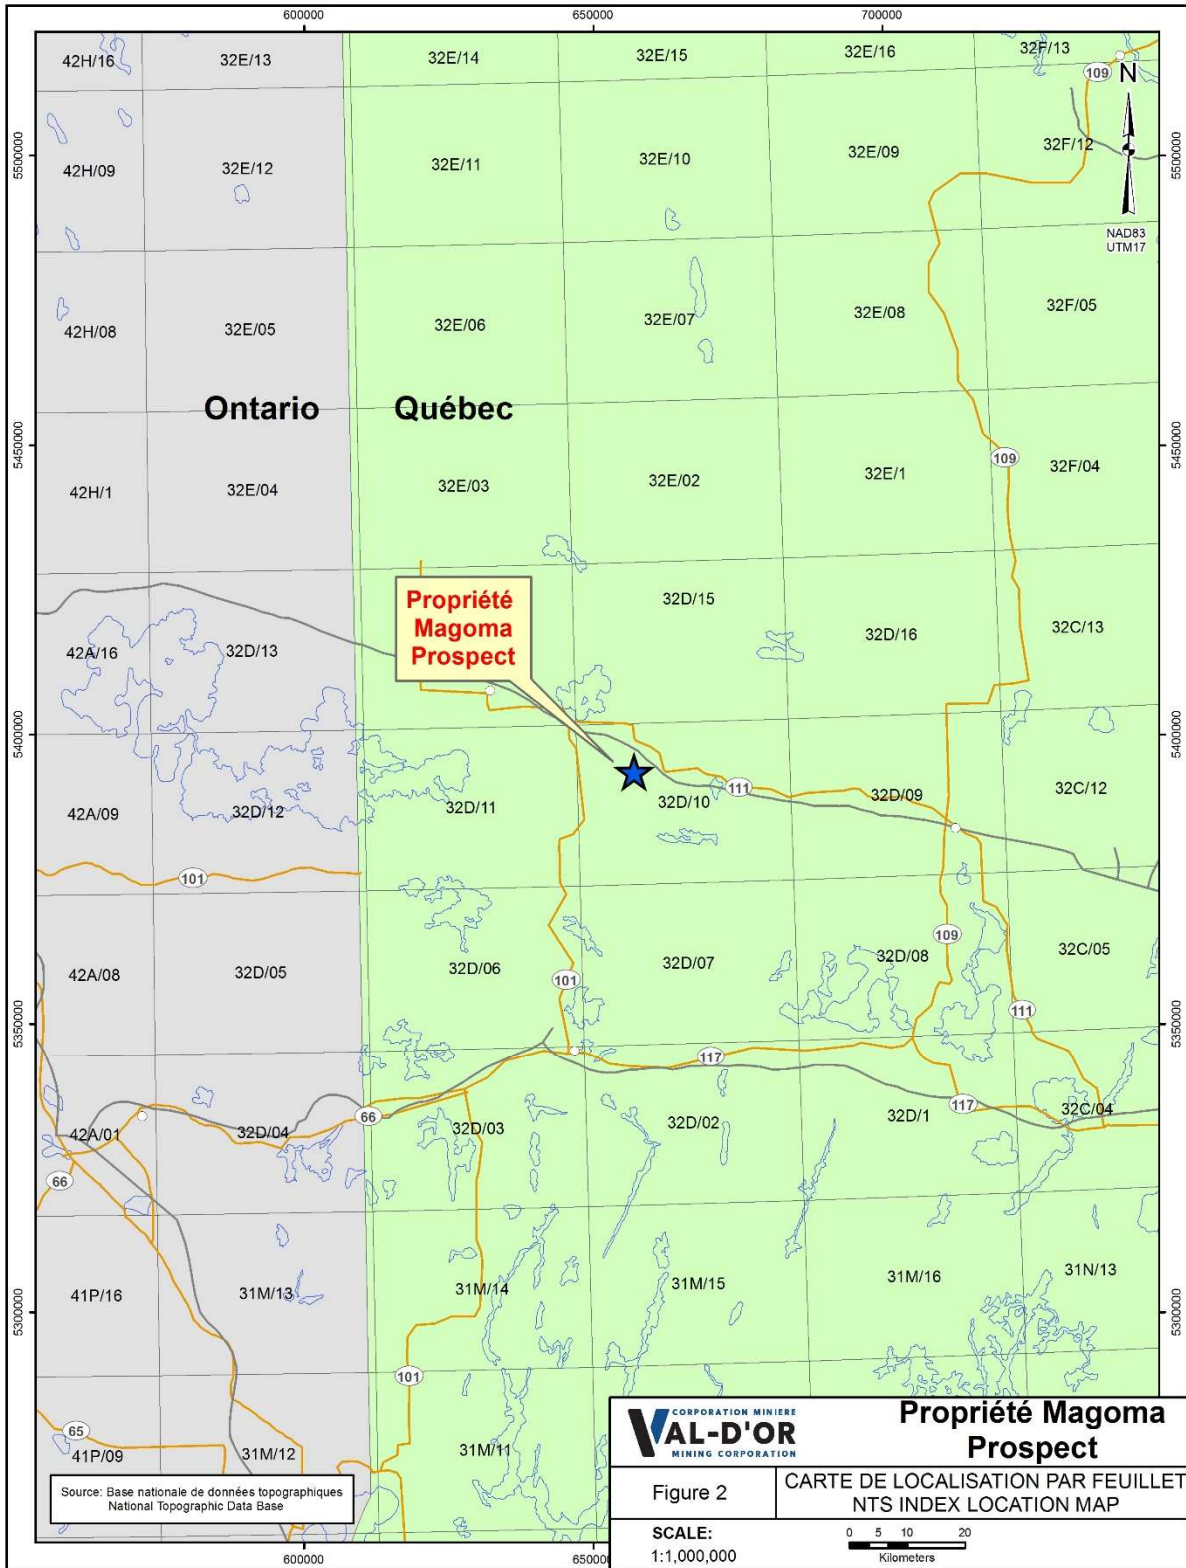 600000 650000 700000
42H/16 32E/13 32E/14 32E/15 32E/16 32F/13
109
N
5500000 5500000
42H/09 32E/12 32E/11 32E/10 32E/09 32F/12
NAD83
UTM17
42H/08 32E/05 32E/06 32E/07 32E/08 32F/05
Ontario Québec
5450000 5450000
109
42H/1 32E/04 32E/03 32E/02 32E/1 32F/04
Propriété
Magoma
Prospect
42A/16 32D/13 32D/15 32D/16 32C/13
5400000 5400000
111
42A/09 32D/12 32D/11 32D/10 32D/09 32C/12
101
109
42A/08 32D/05 32D/06 32D/07 32D/08 32C/05
101
111
5350000 5350000
117
66 117
42A/01 32D/04 32D/03 32D/02 32D/1 32C/04
66
41P/16 31M/13 31M/14 31M/15 31M/16 31N/13
5300000 5300000
101
65
41P/09 31M/12 31M/11
Source: Base nationale de données topographiques
National Topographic Data Base
CORPORATION MINIERE
VAL-D'OR
MINING CORPORATION
Propriété Magoma
Prospect
Figure 2
CARTE DE LOCALISATION PAR FEUILLET
NTS INDEX LOCATION MAP
SCALE:
1:1,000,000
0 5 10 20
Kilometers
600000